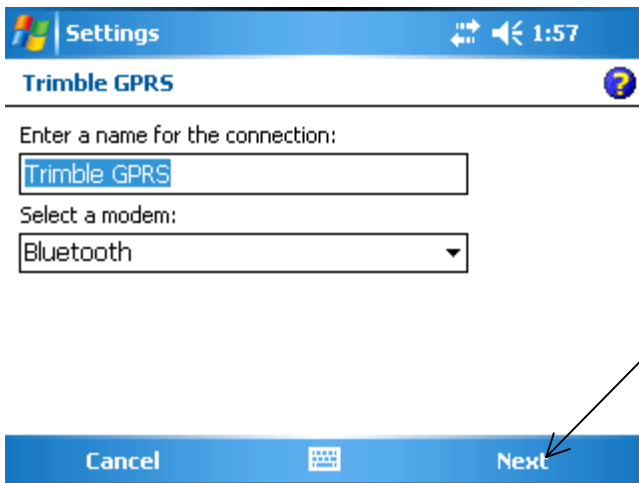 Settings 1:57
Trimble GPRS
Enter a name for the connection:
Trimble GPRS
Select a modem:
Bluetooth
Cancel Next